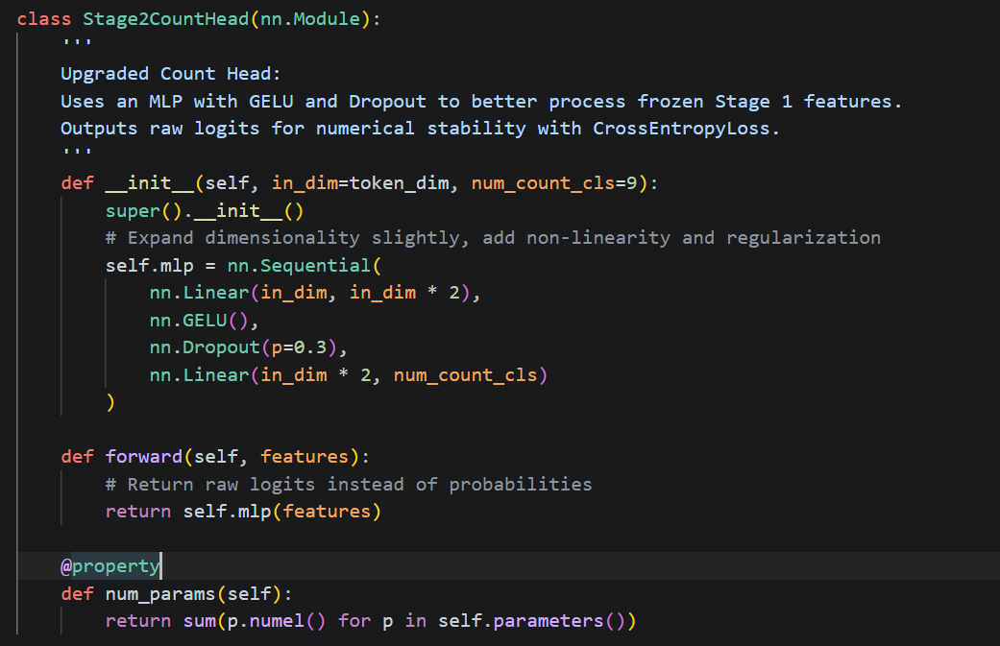 class Stage2CountHead(nn.Module):
    '''
    Upgraded Count Head:
    Uses an MLP with GELU and Dropout to better process frozen Stage 1 features.
    Outputs raw logits for numerical stability with CrossEntropyLoss.
    '''
    def __init__(self, in_dim=token_dim, num_count_cls=9):
        super().__init__()
        # Expand dimensionality slightly, add non-linearity and regularization
        self.mlp = nn.Sequential(
            nn.Linear(in_dim, in_dim * 2),
            nn.GELU(),
            nn.Dropout(p=0.3),
            nn.Linear(in_dim * 2, num_count_cls)
        )

    def forward(self, features):
        # Return raw logits instead of probabilities
        return self.mlp(features)

    @property
    def num_params(self):
        return sum(p.numel() for p in self.parameters())